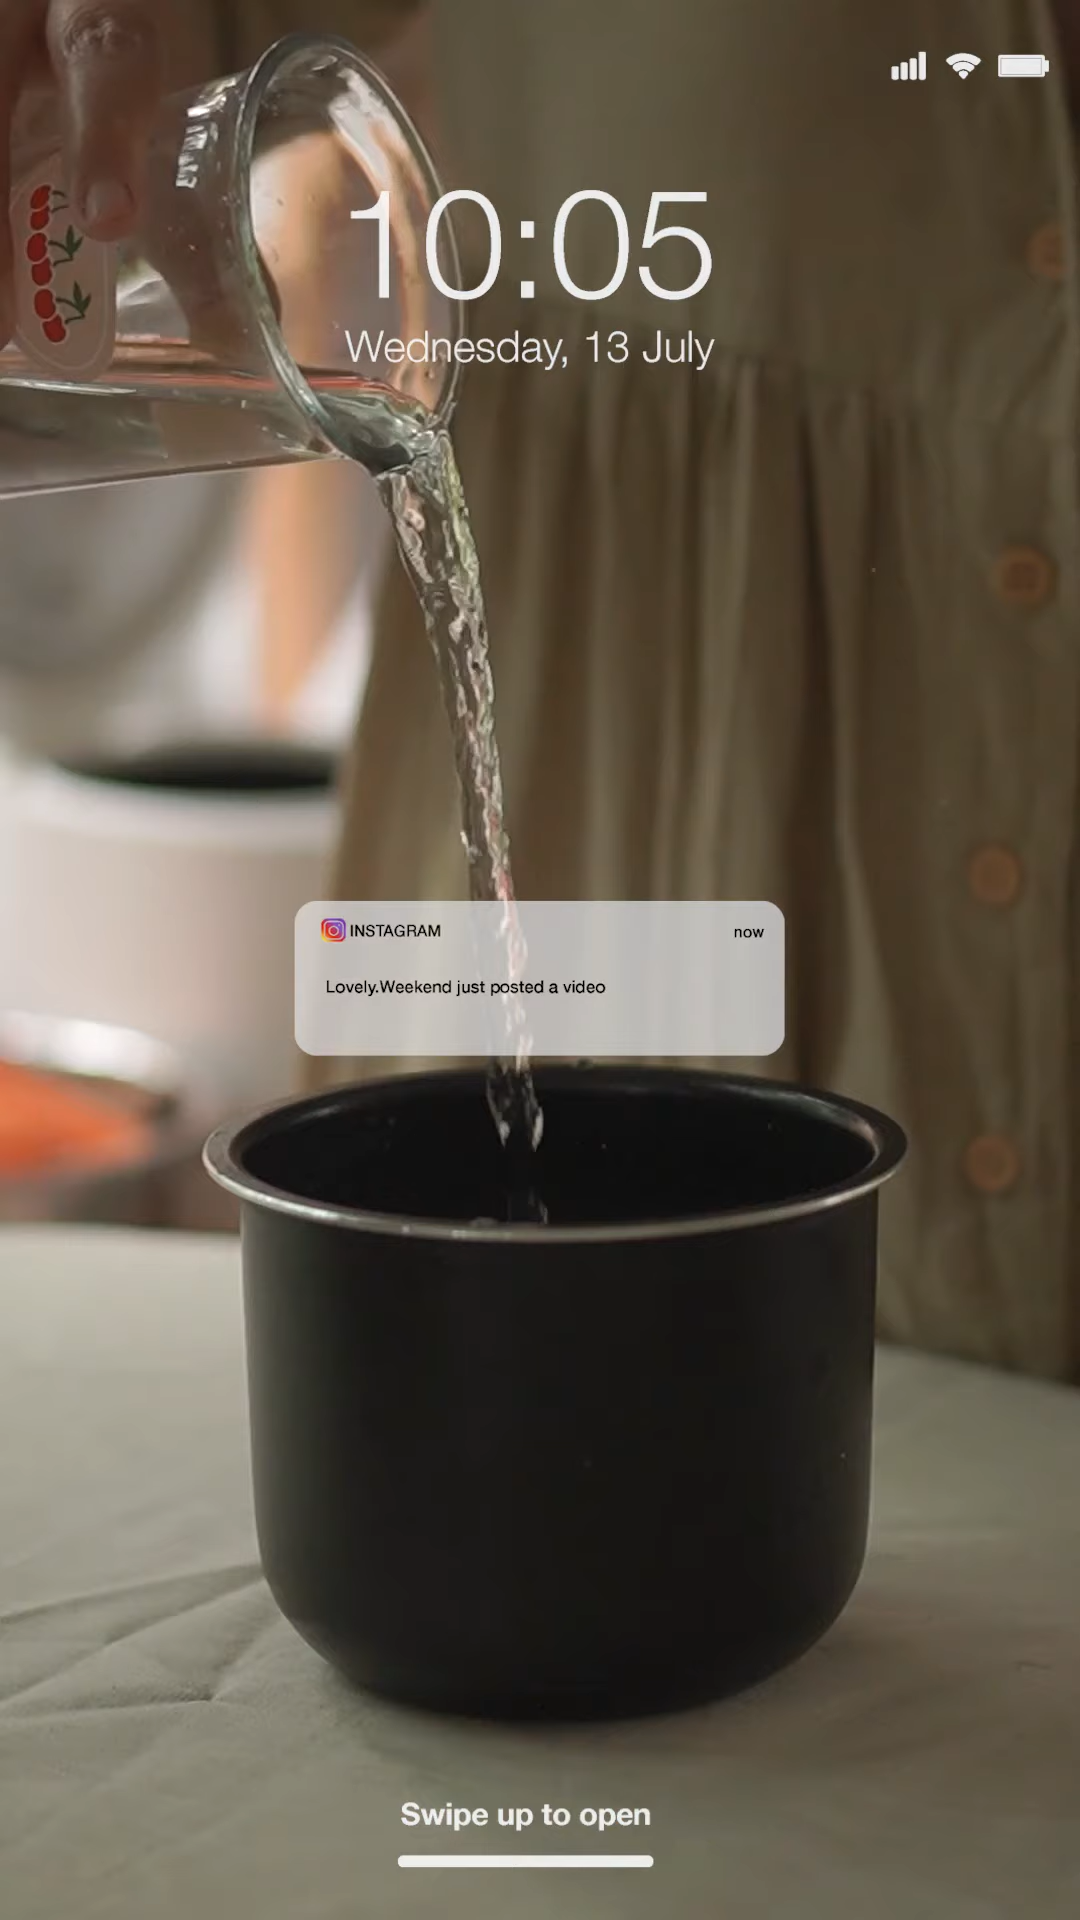 10:05
Wednesday, 13 July
INSTAGRAM
now
Lovely.Weekend just posted a video
Swipe up to open